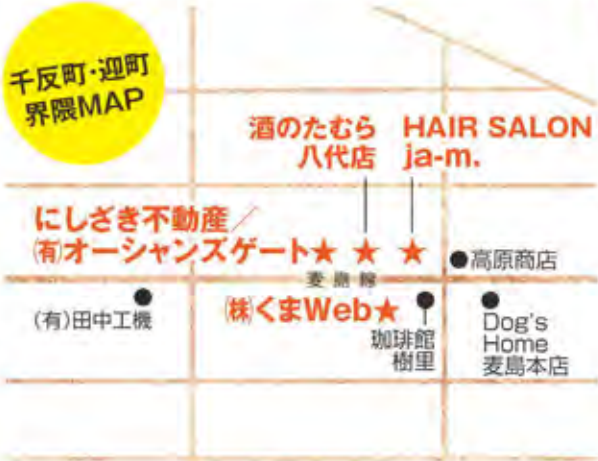 千反町・迎町
界隈MAP
酒のたむら
八代店
HAIR SALON
ja-m.
にしざき不動産／
㈲オーシャンズゲート★ ★ ★
●高原商店
麦島線
㈱くまWeb★
(有)田中工機
珈琲館
樹里
Dog's
Home
麦島本店